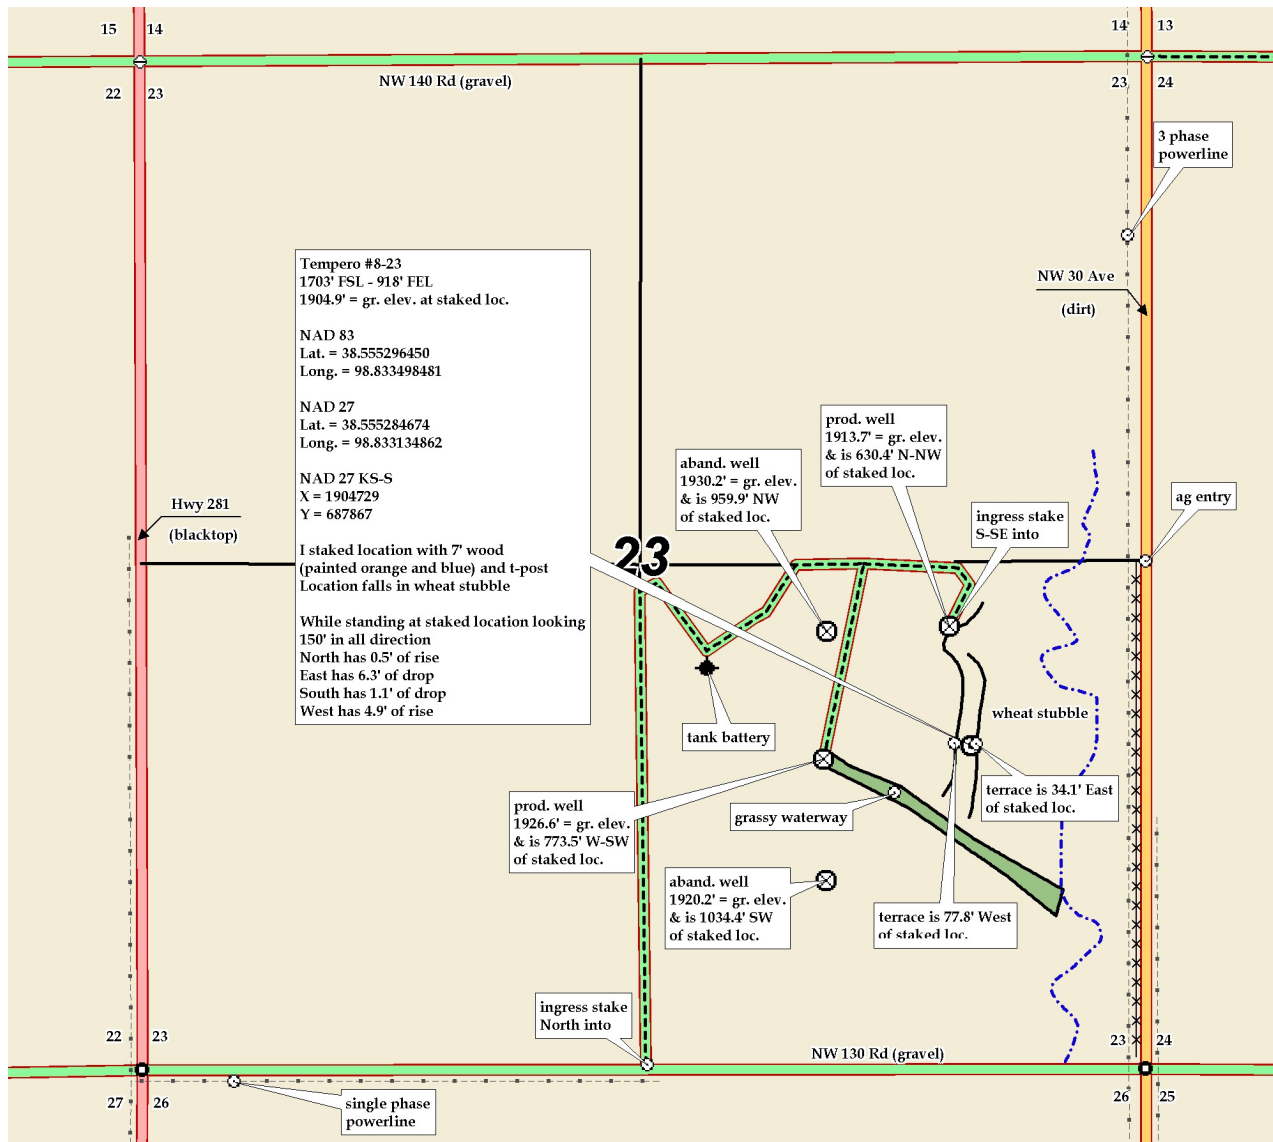 15 14
14 13
NW 140 Rd (gravel)
22 23
23 24
3 phase
powerline
Tempero #8-23
1703' FSL - 918' FEL
1904.9' = gr. elev. at staked loc.
NAD 83
Lat. = 38.555296450
Long. = 98.833498481
NAD 27
Lat. = 38.555284674
Long. = 98.833134862
NAD 27 KS-S
X = 1904729
Y = 687867
I staked location with 7' wood
(painted orange and blue) and t-post
Location falls in wheat stubble
While standing at staked location looking
150' in all direction
North has 0.5' of rise
East has 6.3' of drop
South has 1.1' of drop
West has 4.9' of rise
NW 30 Ave
(dirt)
prod. well
1913.7' = gr. elev.
& is 630.4' N-NW
of staked loc.
aband. well
1930.2' = gr. elev.
& is 959.9' NW
of staked loc.
Hwy 281
(blacktop)
ag entry
ingress stake
S-SE into
23
wheat stubble
tank battery
terrace is 34.1' East
of staked loc.
prod. well
1926.6' = gr. elev.
& is 773.5' W-SW
of staked loc.
grassy waterway
aband. well
1920.2' = gr. elev.
& is 1034.4' SW
of staked loc.
terrace is 77.8' West
of staked loc.
ingress stake
North into
22 23
23 24
NW 130 Rd (gravel)
27 26
single phase
powerline
26 25